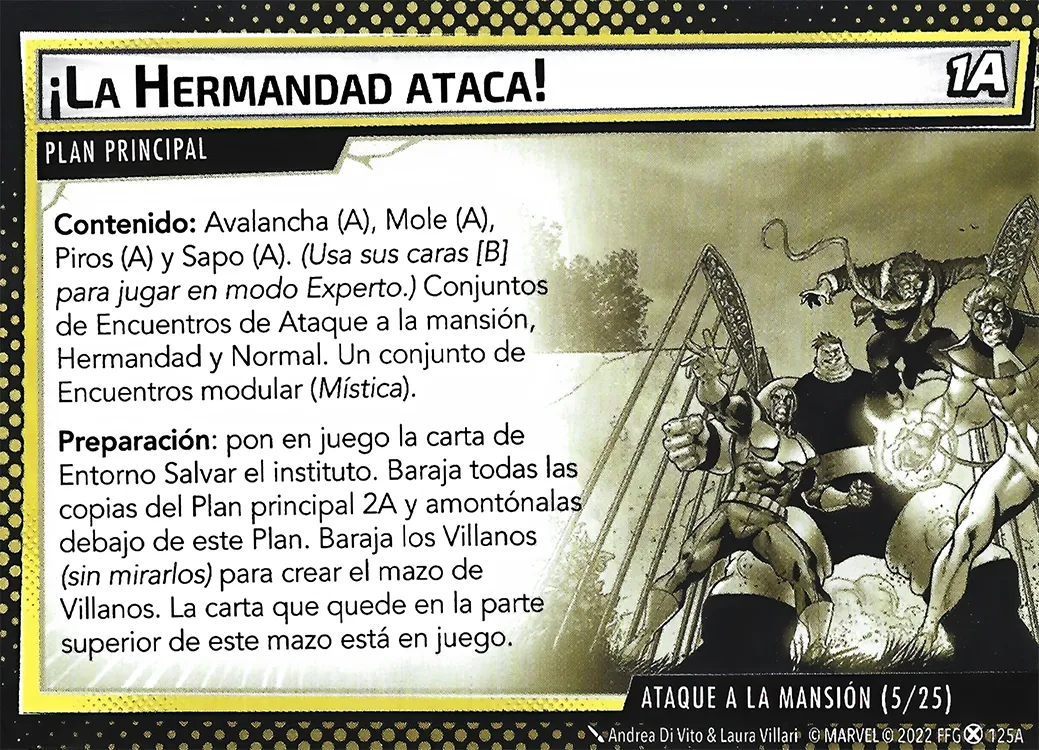 ¡La Hermandad ataca!
1A
PLAN PRINCIPAL
Contenido: Avalancha (A), Mole (A),
Piros (A) y Sapo (A). (Usa sus caras [B]
para jugar en modo Experto.) Conjuntos
de Encuentros de Ataque a la mansión,
Hermandad y Normal. Un conjunto de
Encuentros modular (Mística).
Preparación: pon en juego la carta de
Entorno Salvar el instituto. Baraja todas las
copias del Plan principal 2A y amontónalas
debajo de este Plan. Baraja los Villanos
(sin mirarlos) para crear el mazo de
Villanos. La carta que quede en la parte
superior de este mazo está en juego.
ATAQUE A LA MANSIÓN (5/25)
Andrea Di Vito & Laura Villari © MARVEL © 2022 FFG 125A